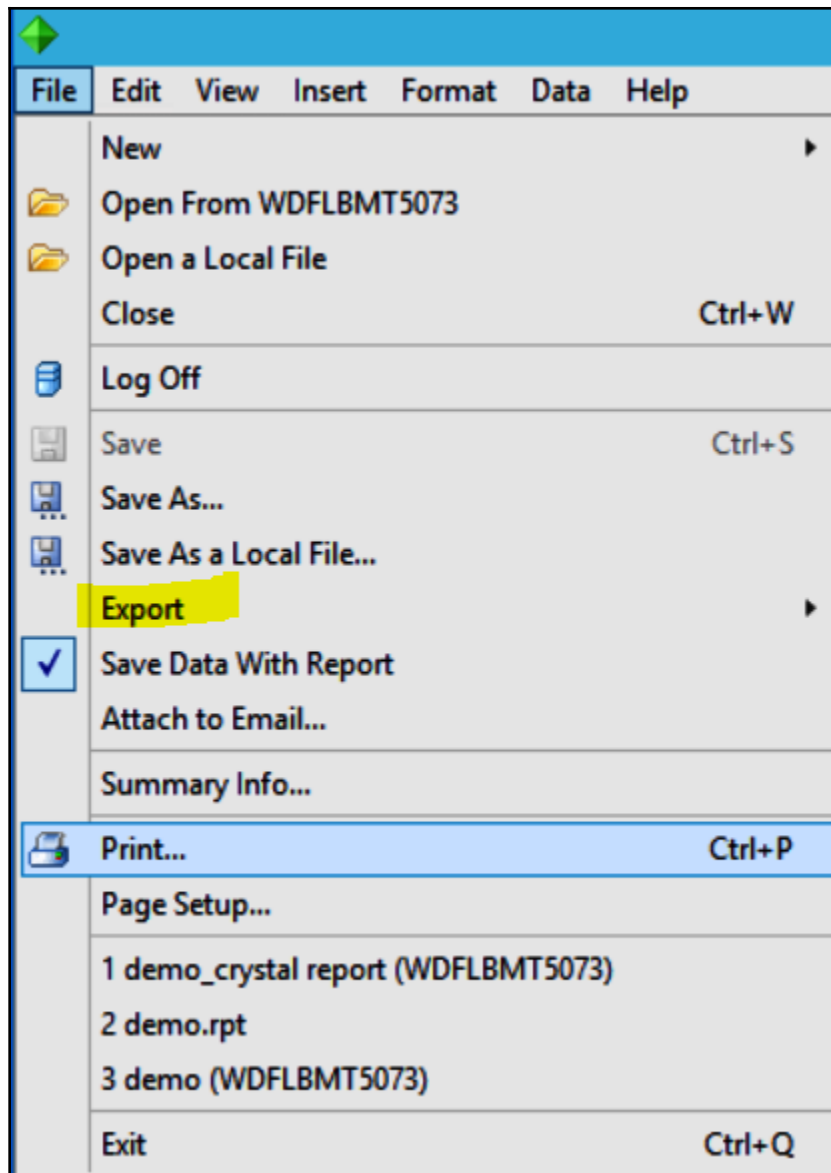 File Edit View Insert Format Data Help
New
Open From WDFLBMT5073
Open a Local File
Close Ctrl+W
Log Off
Save Ctrl+S
Save As...
Save As a Local File...
Export
Save Data With Report
Attach to Email...
Summary Info...
Print... Ctrl+P
Page Setup...
1 demo_crystal report (WDFLBMT5073)
2 demo.rpt
3 demo (WDFLBMT5073)
Exit Ctrl+Q